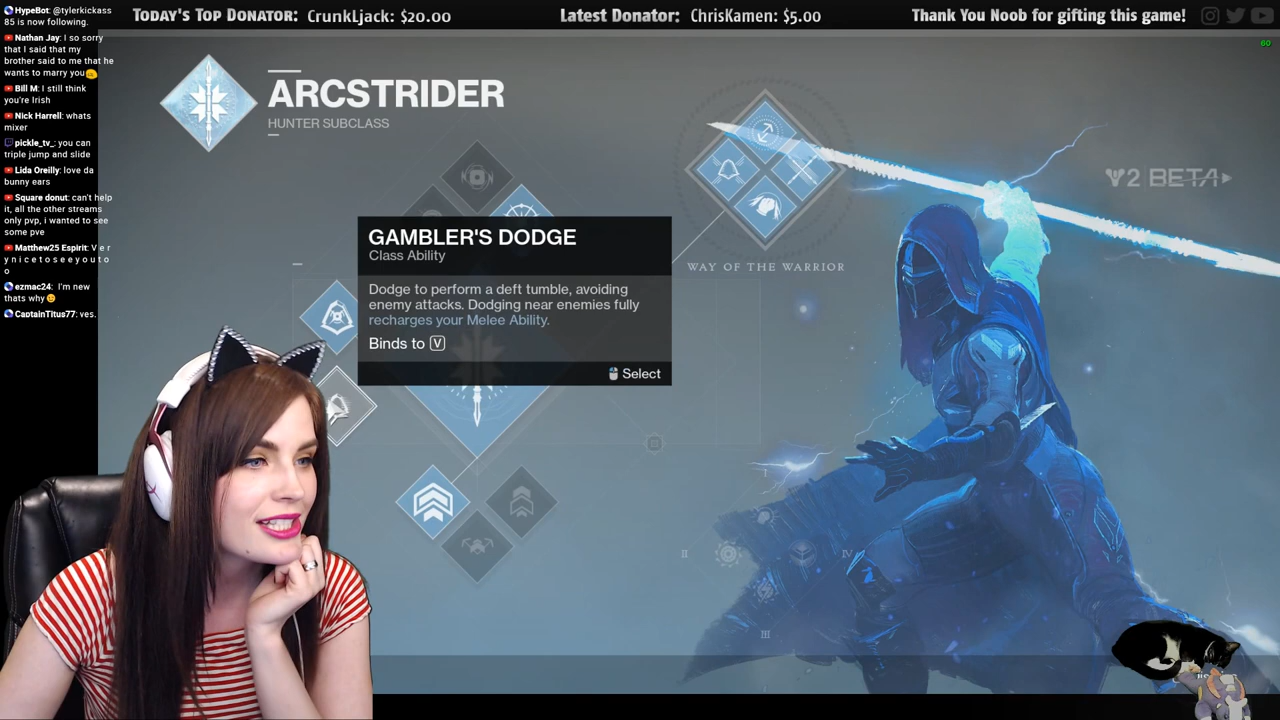 Today's Top Donator: CrunkLjack: $20.00
Latest Donator: ChrisKamen: $5.00
Thank You Noob for gifting this game!
HypeBot: @tylerkickass
85 is now following.
Nathan Jay: I so sorry
that I said that my
brother said to me that he
wants to marry you
Bill M: I still think
you're Irish
Nick Harrell: whats
mixer
pickle_tv_: you can
triple jump and slide
Lida Oreilly: love da
bunny ears
Square donut: can't help
it, all the other streams
only pvp, i wanted to see
some pve
Matthew25 Espirit: V e r
y n i c e t o s e e y o u t o
o
ezmac24: I'm new
thats why
CaptainTitus77: yes.
60
ARCSTRIDER
HUNTER SUBCLASS
GAMBLER'S DODGE
Class Ability
Dodge to perform a deft tumble, avoiding
enemy attacks. Dodging near enemies fully
recharges your Melee Ability.
Binds to V
Select
WAY OF THE WARRIOR
2 BETA
II
IV
III